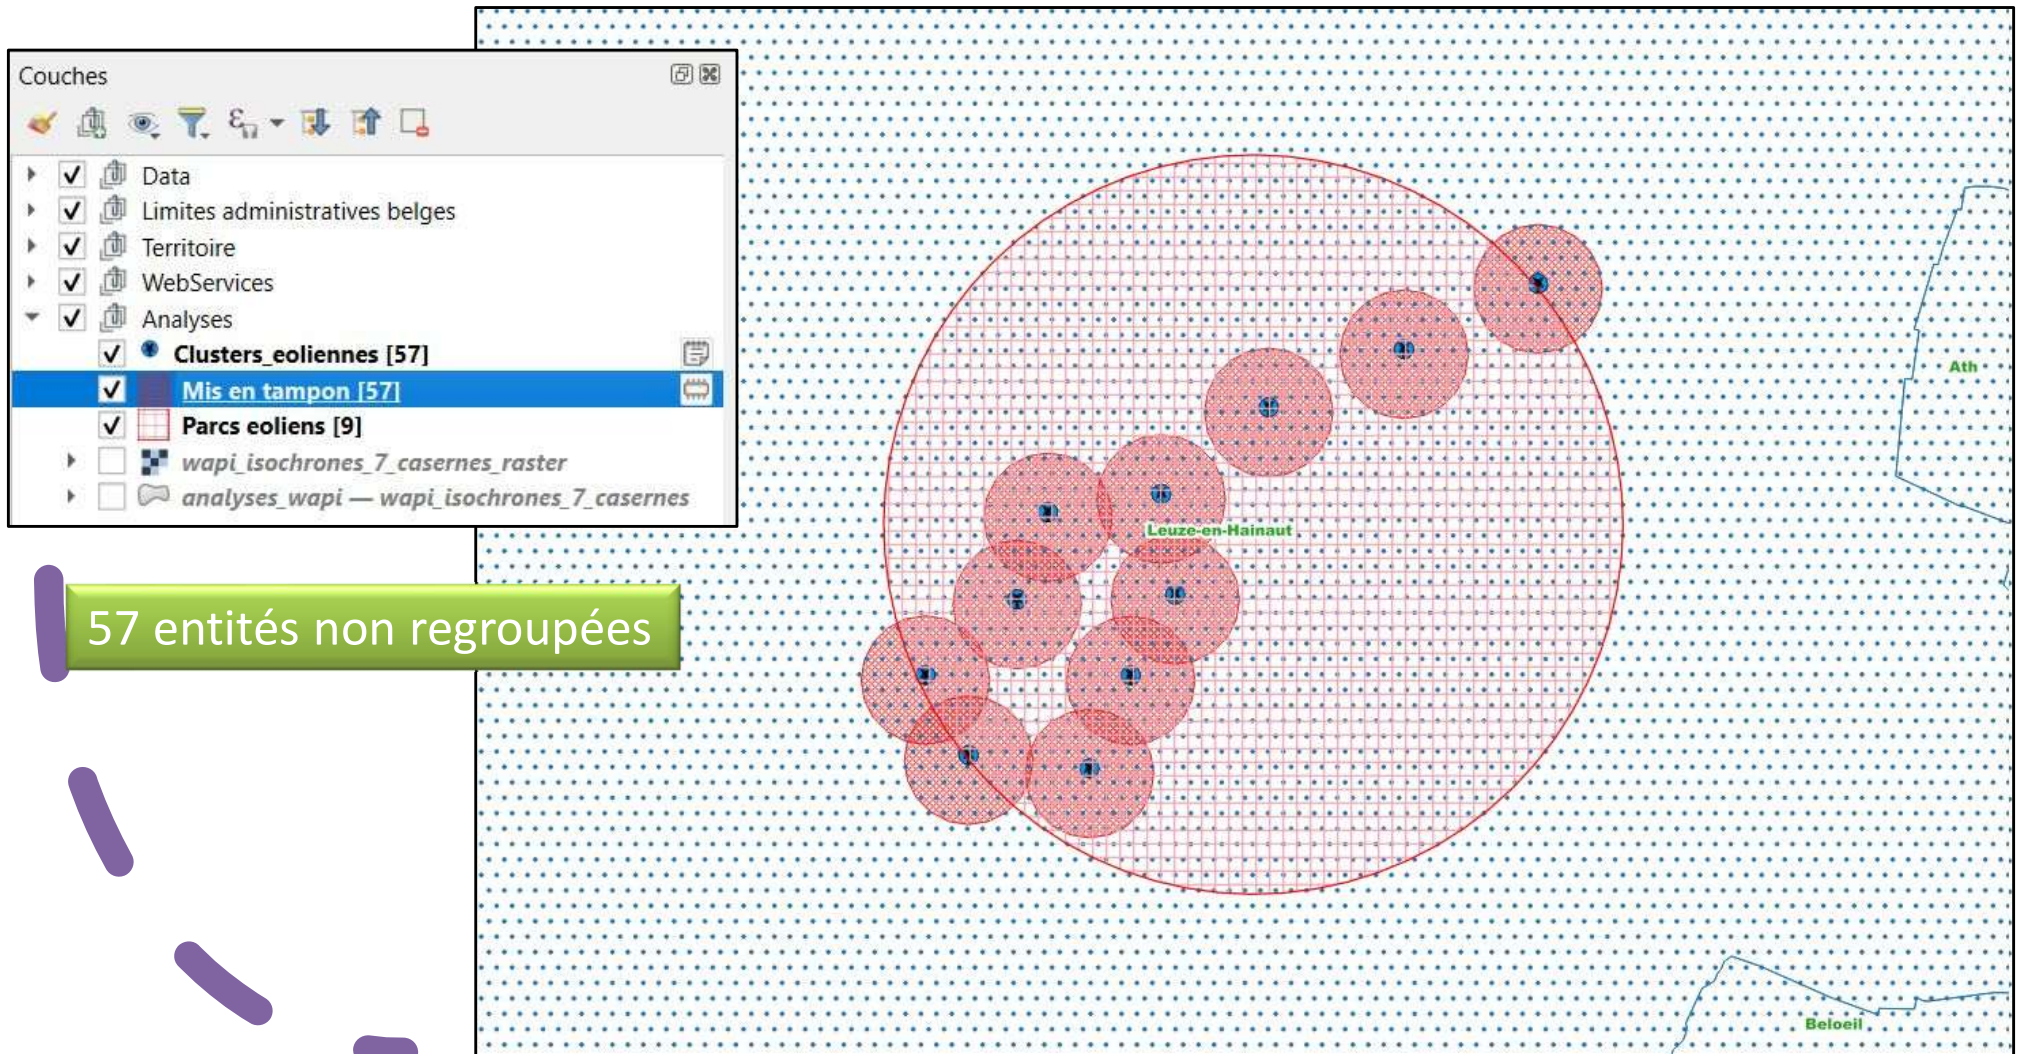 Couches
Data
Limites administratives belges
Territoire
WebServices
Analyses
Clusters_eoliennes [57]
Mis en tampon [57]
Parcs eoliens [9]
wapi_isochrones_7_casernes_raster
analyses_wapi — wapi_isochrones_7_casernes
57 entités non regroupées
Leuze-en-Hainaut
Ath
Beloeil